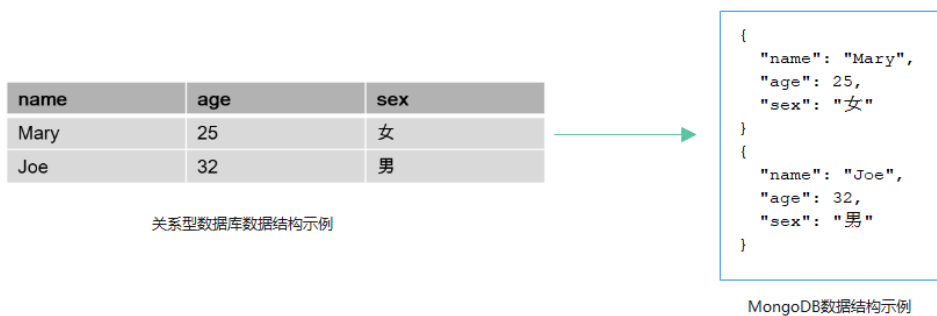 name age sex
Mary 25 女
Joe 32 男
关系型数据库数据结构示例
{
"name": "Mary",
"age": 25,
"sex": "女"
}
{
"name": "Joe",
"age": 32,
"sex": "男"
}
MongoDB数据结构示例